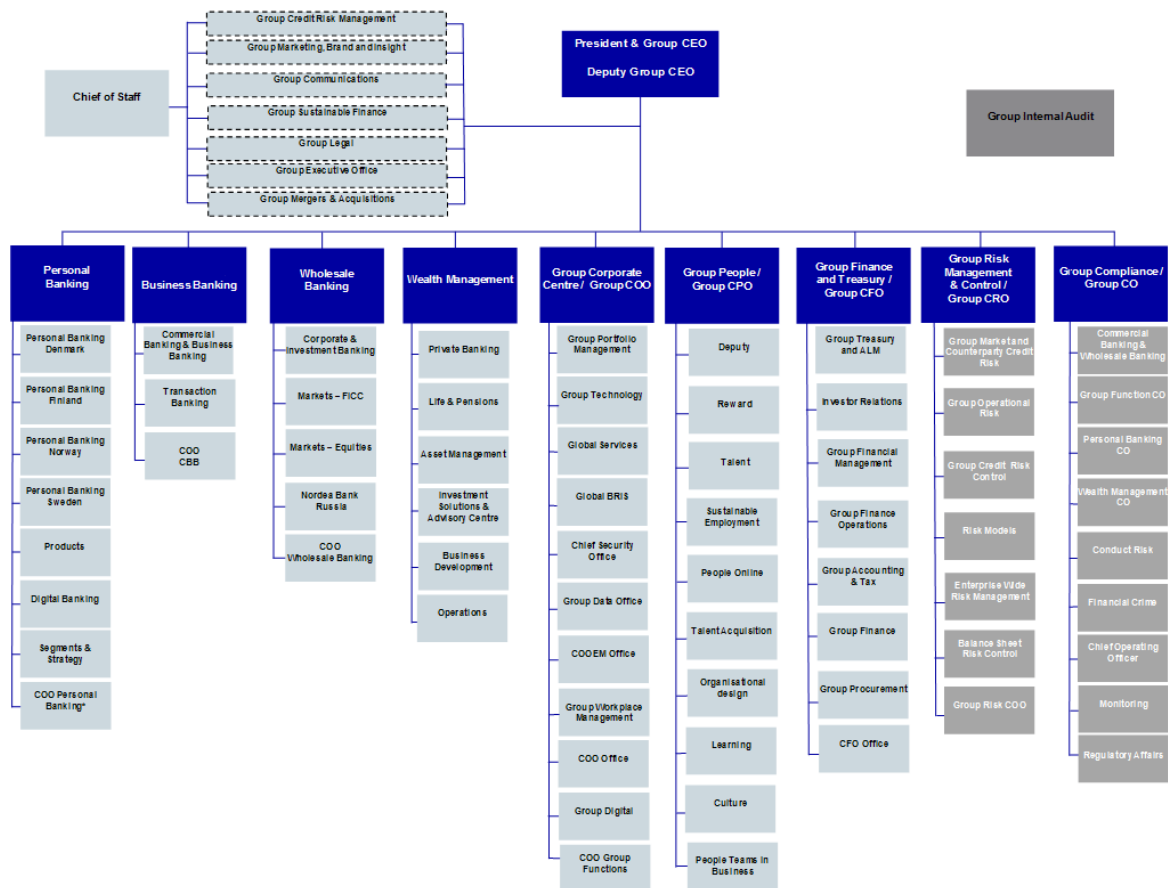 Group Credit Risk Management
Group Marketing, Brand and Insight
Group Communications
Group Sustainable Finance
Group Legal
Group Executive Office
Group Mergers & Acquisitions
Chief of Staff
President & Group CEO
Deputy Group CEO
Group Internal Audit
Personal
Banking
Personal Banking
Denmark
Personal Banking
Finland
Personal Banking
Norway
Personal Banking
Sweden
Products
Digital Banking
Segments &
Strategy
COO Personal
Banking*
Business Banking
Commercial
Banking & Business
Banking
Transaction
Banking
COO
CBB
Wholesale
Banking
Corporate &
Investment Banking
Markets – FICC
Markets – Equities
Nordea Bank
Russia
COO
Wholesale Banking
Wealth Management
Private Banking
Life & Pensions
Asset Management
Investment
Solutions &
Advisory Centre
Business
Development
Operations
Group Corporate
Centre / Group COO
Group Portfolio
Management
Group Technology
Global Services
Global BRIS
Chief Security
Office
Group Data Office
COO EM Office
Group Workplace
Management
COO Office
Group Digital
COO Group
Functions
Group People /
Group CPO
Deputy
Reward
Talent
Sustainable
Employment
People Online
Talent Acquisition
Organisational
design
Learning
Culture
People Teams in
Business
Group Finance
and Treasury /
Group CFO
Group Treasury
and ALM
Investor Relations
Group Financial
Management
Group Finance
Operations
Group Accounting
& Tax
Group Finance
Group Procurement
CFO Office
Group Risk
Management
& Control /
Group CRO
Group Market and
Counterparty Credit
Risk
Group Operational
Risk
Group Credit Risk
Control
Risk Models
Enterprise Wide
Risk Management
Balance Sheet
Risk Control
Group Risk COO
Group Compliance /
Group CO
Commercial
Banking &
Wholesale Banking
Group Function CO
Personal Banking
CO
Wealth Management
CO
Conduct Risk
Financial Crime
Chief Operating
Officer
Monitoring
Regulatory Affairs